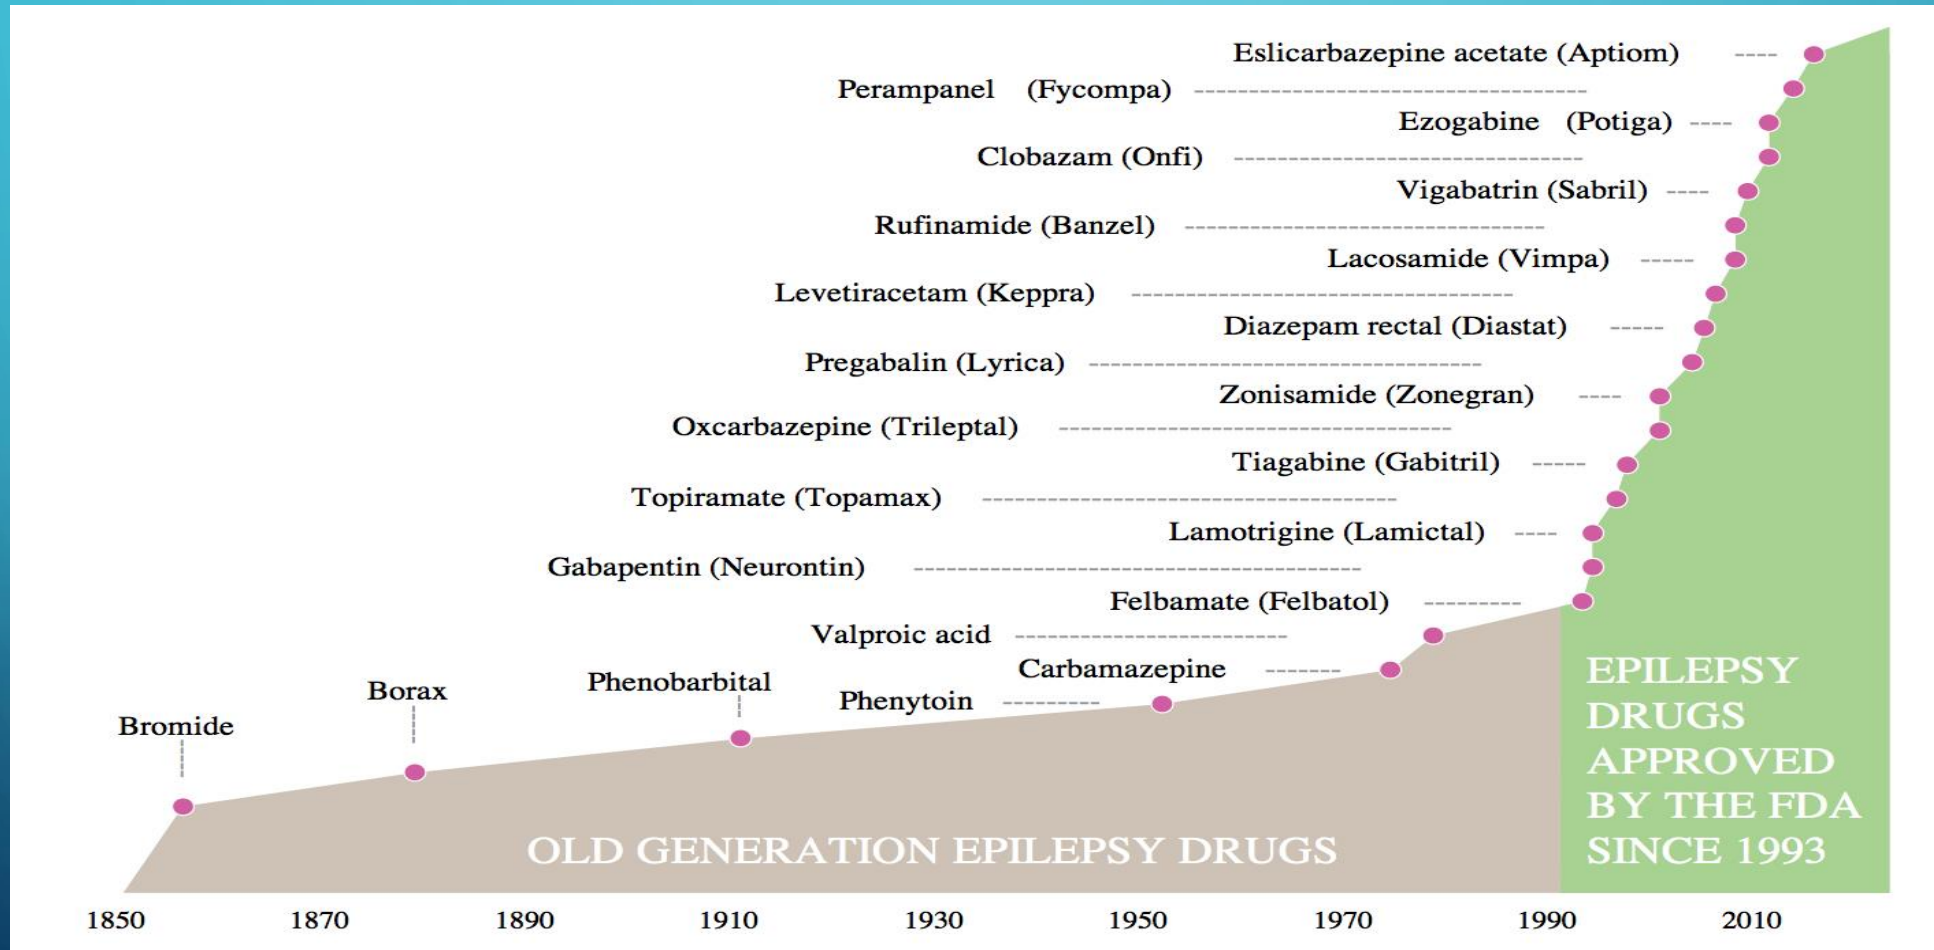 Eslicarbazepine acetate (Aptiom)
Perampanel (Fycompa)
Ezogabine (Potiga)
Clobazam (Onfi)
Vigabatrin (Sabril)
Rufinamide (Banzel)
Lacosamide (Vimpa)
Levetiracetam (Keppra)
Diazepam rectal (Diastat)
Pregabalin (Lyrica)
Zonisamide (Zonegran)
Oxcarbazepine (Trileptal)
Tiagabine (Gabitril)
Topiramate (Topamax)
Lamotrigine (Lamictal)
Gabapentin (Neurontin)
Felbamate (Felbatol)
Valproic acid
Carbamazepine
Phenobarbital
Borax
Phenytoin
Bromide
EPILEPSY
DRUGS
APPROVED
BY THE FDA
SINCE 1993
OLD GENERATION EPILEPSY DRUGS
1850 1870 1890 1910 1930 1950 1970 1990 2010